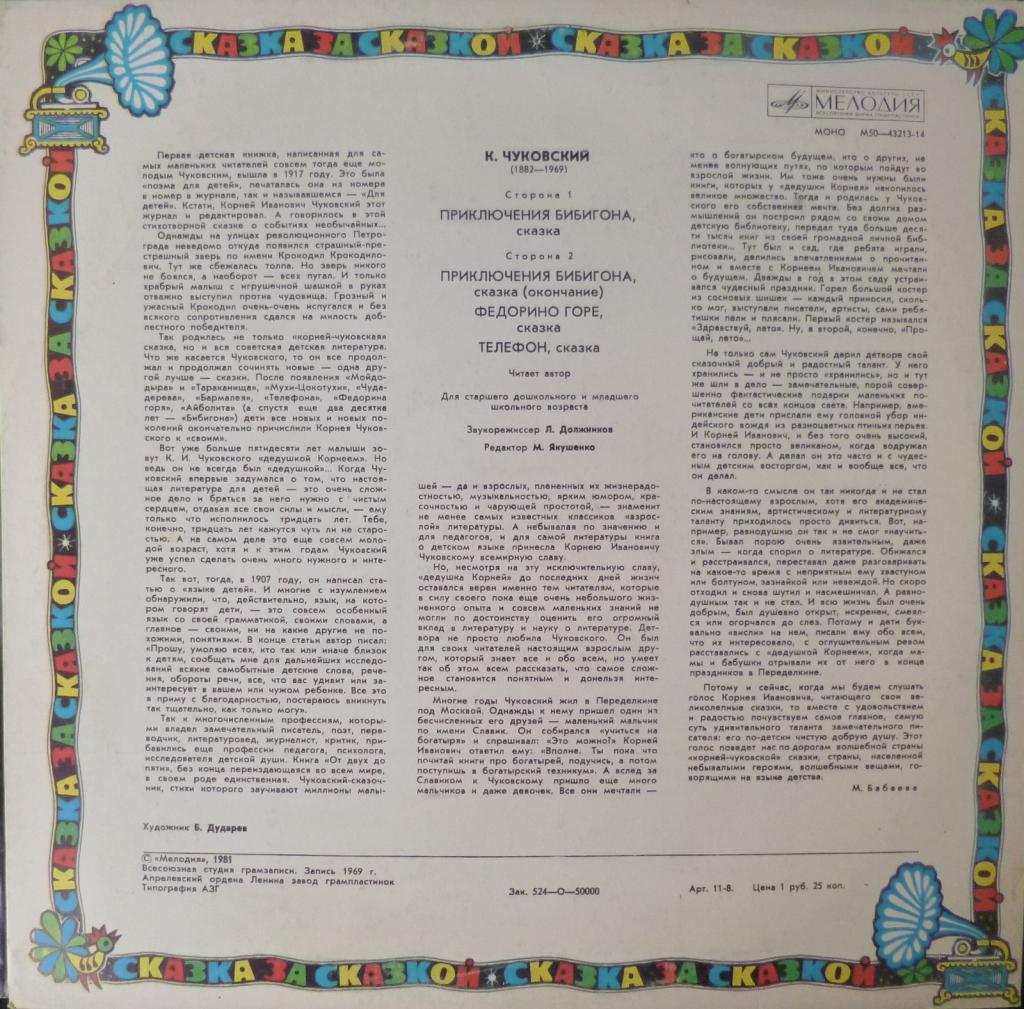 СКАЗКА ЗА СКАЗКОЙ * СКАЗКА ЗА СКАЗКОЙ
МИНИСТЕРСТВО КУЛЬТУРЫ СССР
МЕЛОДИЯ
ВСЕСОЮЗНАЯ ФИРМА ГРАМПЛАСТИНОК
МОНО М50—43213-14
Первая детская книжка, написанная для са-
мых маленьких читателей совсем тогда еще мо-
лодым Чуковским, вышла в 1917 году. Это была
«поэма для детей», печаталась она из номера
в номер в журнале, так и называвшемся — «Для
детей». Кстати, Корней Иванович Чуковский этот
журнал и редактировал. А говорилось в этой
стихотворной сказке о событиях необычайных...
Однажды на улицах революционного Петро-
града неведомо откуда появился страшный-пре-
страшный зверь по имени Крокодил Крокодило-
вич. Тут же сбежалась толпа. Но зверь никого
не боялся, а наоборот — всех пугал. И только
храбрый малыш с игрушечной шашкой в руках
отважно выступил против чудовища. Грозный и
ужасный Крокодил очень-очень испугался и без
всякого сопротивления сдался на милость доб-
лестного победителя.
Так родилась не только «корней-чуковская»
сказка, но и вся советская детская литература.
Что же касается Чуковского, то он все продол-
жал и продолжал сочинять новые — одна дру-
гой лучше — сказки. После появления «Мойдо-
дыра» и «Тараканища», «Мухи-Цокотухи», «Чуда-
дерева», «Бармалея», «Телефона», «Федорина
горя», «Айболита» (а спустя еще два десятка
лет — «Бибигона») дети все новых и новых по-
колений окончательно причислили Корнея Чуков-
ского к «своим».
Вот уже больше пятидесяти лет малыши зо-
вут К. И. Чуковского «дедушкой Корнеем». Но
ведь он не всегда был «дедушкой»... Когда Чу-
ковский впервые задумался о том, что настоя-
щая литература для детей — это очень слож-
ное дело и браться за него нужно с чистым
сердцем, отдавая все свои силы и мысли, — ему
только что исполнилось тридцать лет. Тебе,
конечно, тридцать лет кажутся чуть ли не старо-
стью. А на самом деле это еще совсем моло-
дой возраст, хотя и к этим годам Чуковский
уже успел сделать очень много нужного и инте-
ресного.
Так вот, тогда, в 1907 году, он написал ста-
тью о «языке детей». И многие с изумлением
обнаружили, что, действительно, язык, на кото-
ром говорят дети, — это совсем особенный
язык со своей грамматикой, своими словами, а
главное — своими, ни на какие другие не по-
хожими, понятиями. В конце статьи автор писал:
«Прошу, умоляю всех, кто так или иначе близок
к детям, сообщать мне для дальнейших исследо-
ваний всякие самобытные детские слова, рече-
ния, обороты речи, все, что вас удивит или за-
интересует в вашем или чужом ребенке. Все это
я приму с благодарностью, постараюсь вникнуть
так тщательно, как только могу».
Так к многочисленным профессиям, которы-
ми владел замечательный писатель, поэт, пере-
водчик, литературовед, журналист, критик, при-
бавились еще профессии педагога, психолога,
исследователя детской души. Книга «От двух до
пяти», без конца переиздающаяся во всем мире,
в своем роде единственная. Чуковский-сказоч-
ник, стихи которого заучивают миллионы малы-
К. ЧУКОВСКИЙ
(1882—1969)
Сторона 1
ПРИКЛЮЧЕНИЯ БИБИГОНА,
сказка
Сторона 2
ПРИКЛЮЧЕНИЯ БИБИГОНА,
сказка (окончание)
ФЕДОРИНО ГОРЕ,
сказка
ТЕЛЕФОН, сказка
Читает автор
Для старшего дошкольного и младшего
школьного возраста
Звукорежиссер Л. Должников
Редактор М. Якушенко
шей — да и взрослых, плененных их жизнерадо-
стностью, музыкальностью, ярким юмором, кра-
сочностью и чарующей простотой, — знаменит
не менее самых известных классиков «взрос-
лой» литературы. А небывалая по значению и
для педагогов, и для самой литературы книга
о детском языке принесла Корнею Ивановичу
Чуковскому всемирную славу.
Но, несмотря на эту исключительную славу,
«дедушка Корней» до последних дней жизни
оставался верен именно тем читателям, которые
в силу своего пока еще очень небольшого жиз-
ненного опыта и совсем маленьких знаний не
могли по достоинству оценить его огромный
вклад в литературу и науку о литературе. Дет-
вора не просто любила Чуковского. Он был
для своих читателей настоящим взрослым дру-
гом, который знает все и обо всем, но умеет
так об этом всем рассказать, что самое слож-
ное становится понятным и донельзя инте-
ресным.
Многие годы Чуковский жил в Переделкине
под Москвой. Однажды к нему пришел один из
бесчисленных его друзей — маленький мальчик
по имени Славик. Он собирался «учиться на
богатыря» и спрашивал: «Это можно!» Корней
Иванович ответил ему: «Вполне. Ты пока что
почитай книги про богатырей, подучись, а потом
поступишь в богатырский техникум». А вслед за
Славиком к Чуковскому пришло еще много
мальчиков и даже девочек. Все они мечтали —
кто о богатырском будущем, кто о других, не
менее волнующих путях, по которым пойдут во
взрослой жизни. Им тоже очень нужны были
книги, которых у «дедушки Корнея» накопилось
великое множество. Тогда и родилась у Чуков-
ского его собственная мечта. Без долгих раз-
мышлений он построил рядом со своим домом
детскую библиотеку, передал туда больше деся-
ти тысяч книг из своей громадной личной биб-
лиотеки... Тут был и сад, где ребята играли,
рисовали, делились впечатлениями о прочитан-
ном и вместе с Корнеем Ивановичем мечтали
о будущем. Дважды в год в этом саду устраи-
вался чудесный праздник. Горел большой костер
из сосновых шишек — каждый приносил, сколь-
ко мог, выступали писатели, артисты, сами ребя-
тишки пели и плясали. Первый костер назывался
«Здравствуй, лето». Ну, а второй, конечно, «Про-
щай, лето»...
Не только сам Чуковский дарил детворе свой
сказочный добрый и радостный талант. У него
хранились — и не просто «хранились», но и тут
же шли в дело — замечательные, порой совер-
шенно фантастические подарки маленьких по-
читателей со всех концов света. Например, аме-
риканские дети прислали ему головной убор ин-
дейского вождя из разноцветных птичьих перьев.
И Корней Иванович, и без того очень высокий,
становился просто великаном, когда водружал
его на голову. А делал он это часто и с чудес-
ным детским восторгом, как и вообще все, что
он делал.
В каком-то смысле он так никогда и не стал
по-настоящему взрослым, хотя его академиче-
ским знаниям, артистическому и литературному
таланту приходилось просто дивиться. Вот, на-
пример, равнодушию он так и не смог «научить-
ся». Бывал порою очень язвительным, даже
злым — когда спорил о литературе. Обижался
и расстраивался, переставал даже разговаривать
на какое-то время с неприятным ему хвастуном
или болтуном, зазнайкой или невеждой. Но скоро
отходил и снова шутил и насмешничал. А равно-
душным так и не стал. И всю жизнь был очень
добрым, был душевно открыт, искренен, смеял-
ся или огорчался до слез. Потому и дети бук-
вально «висли» на нем, писали ему обо всем,
что их интересовало, с оглушительным ревом
расставались с «дедушкой Корнеем», когда ма-
мы и бабушки отрывали их от него в конце
праздников в Переделкине.
Потому и сейчас, когда мы будем слушать
голос Корнея Ивановича, читающего свои ве-
ликолепные сказки, то вместе с удовольствием
и радостью почувствуем самое главное, самую
суть удивительного таланта замечательного пи-
сателя: его по-детски чистую добрую душу. Этот
голос поведет нас по дорогам волшебной страны
«корней-чуковской» сказки, страны, населенной
небывалыми героями, волшебными вещами, го-
ворящими на языке детства.
М. Бабаева
Художник Б. Дударев
© «Мелодия», 1981
Всесоюзная студия грамзаписи. Запись 1969 г.
Апрелевский ордена Ленина завод грампластинок
Типография АЗГ
Зак. 524—О—50000
Арт. 11-8. Цена 1 руб. 25 коп.
СКАЗКА ЗА СКАЗКОЙ * СКАЗКА ЗА СКАЗКОЙ
СКАЗКА ЗА СКАЗКОЙ * СКАЗКА ЗА СКАЗКОЙ
СКАЗКА ЗА СКАЗКОЙ * СКАЗКА ЗА СКАЗКОЙ